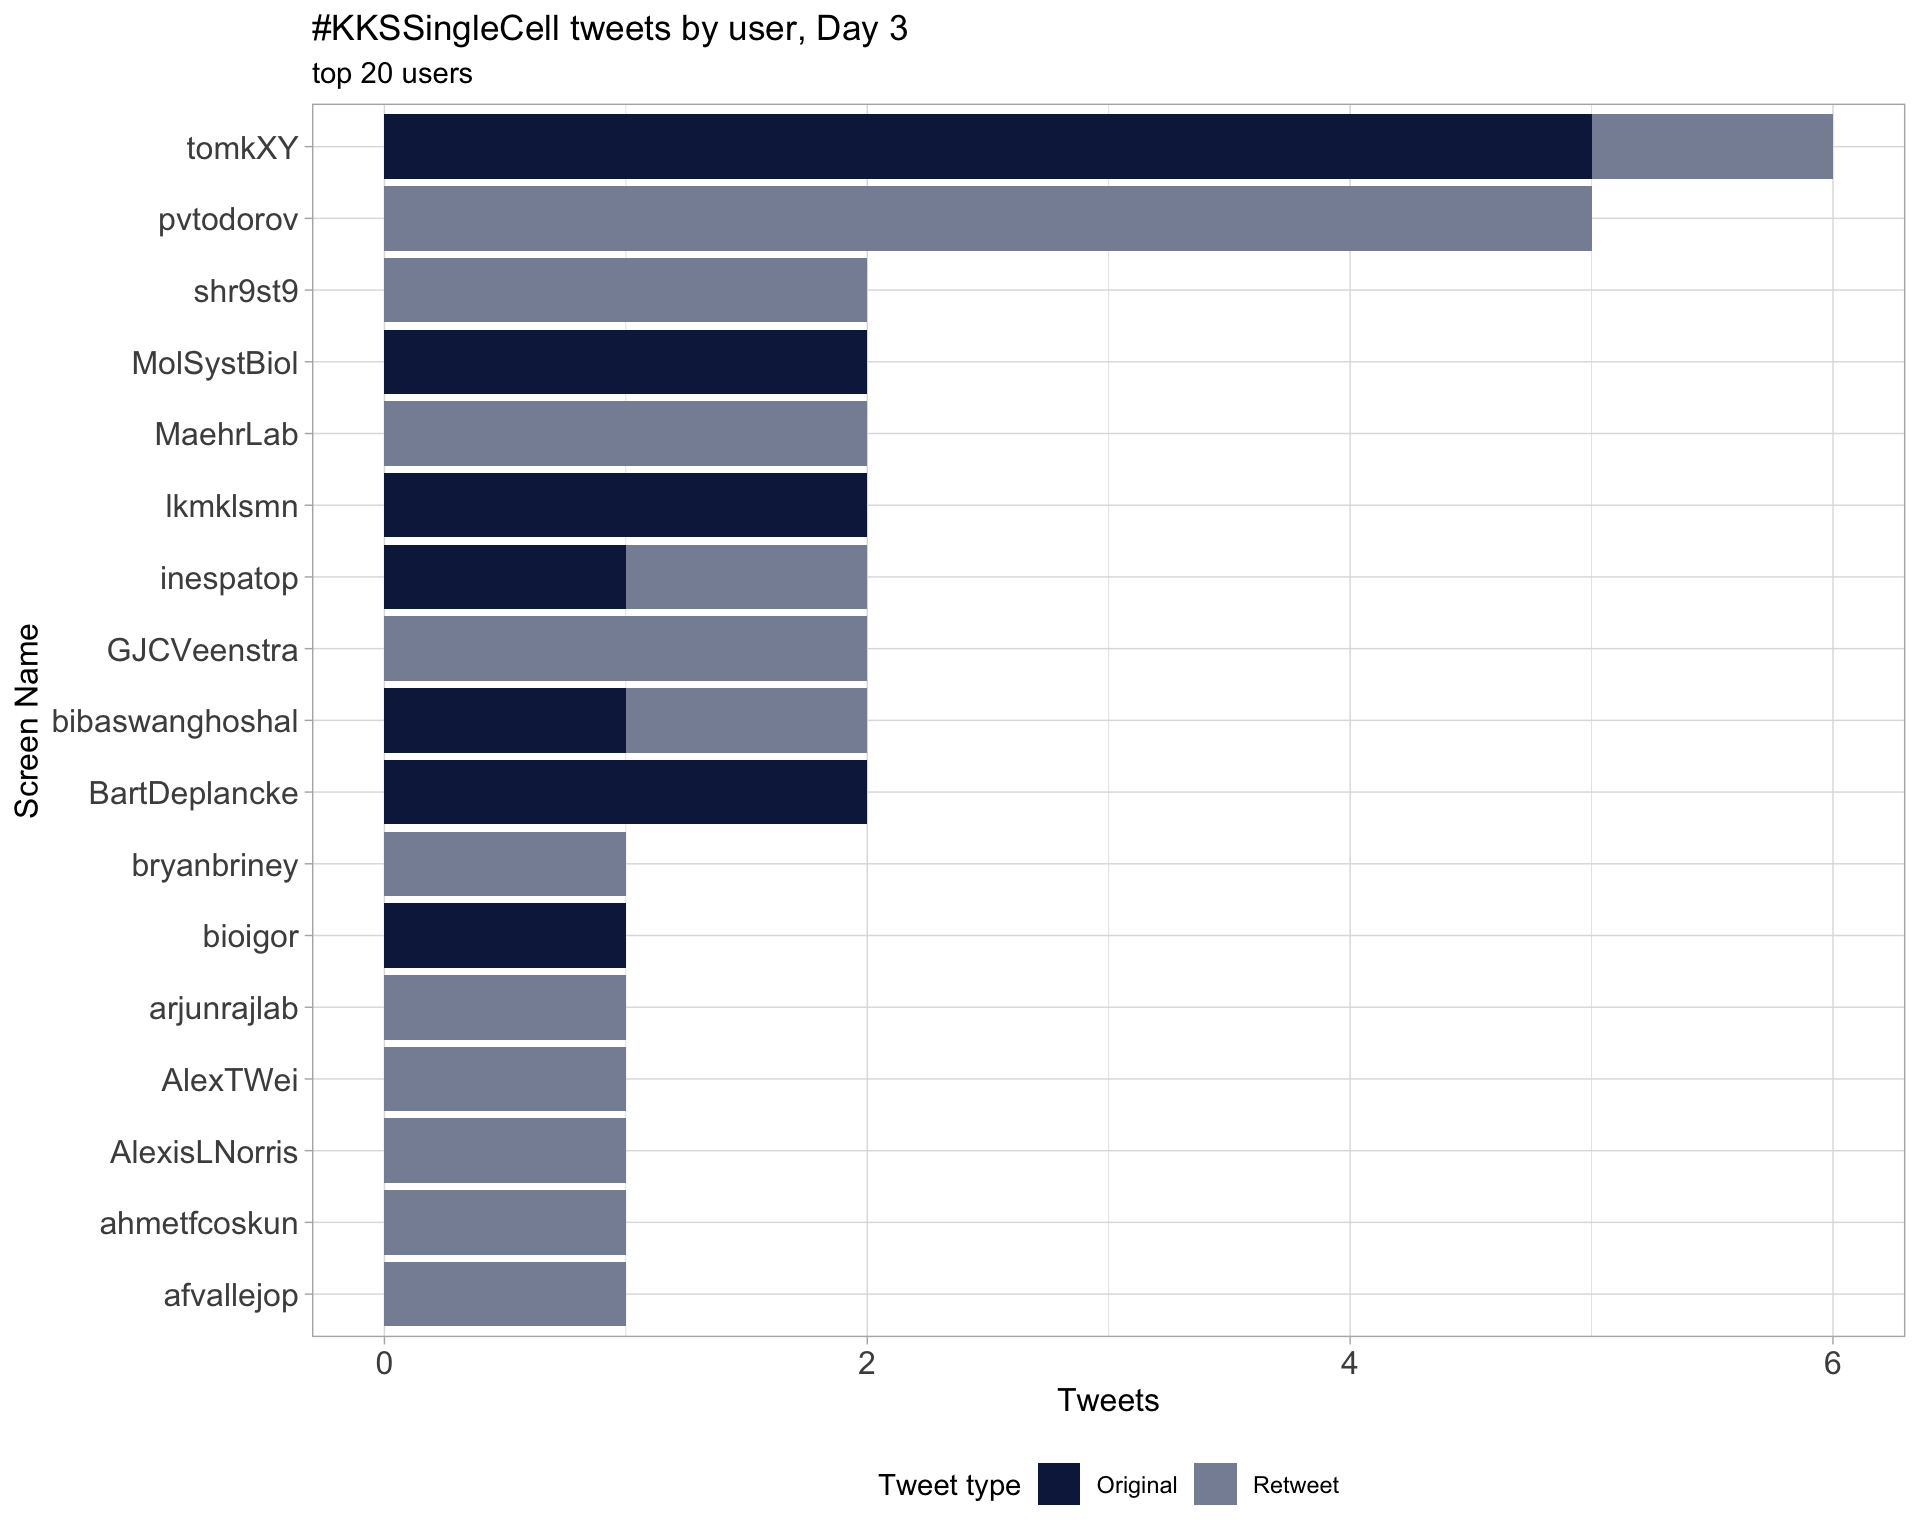 #KKSSingleCell tweets by user, Day 3
top 20 users
tomkXY
pvtodorov
shr9st9
MolSystBiol
MaehrLab
lkmklsmn
inespatop
GJCVeenstra
bibaswanghoshal
BartDeplancke
bryanbriney
bioigor
arjunrajlab
AlexTWei
AlexisLNorris
ahmetfcoskun
afvallejop
Screen Name
0 2 4 6
Tweets
Tweet type Original Retweet